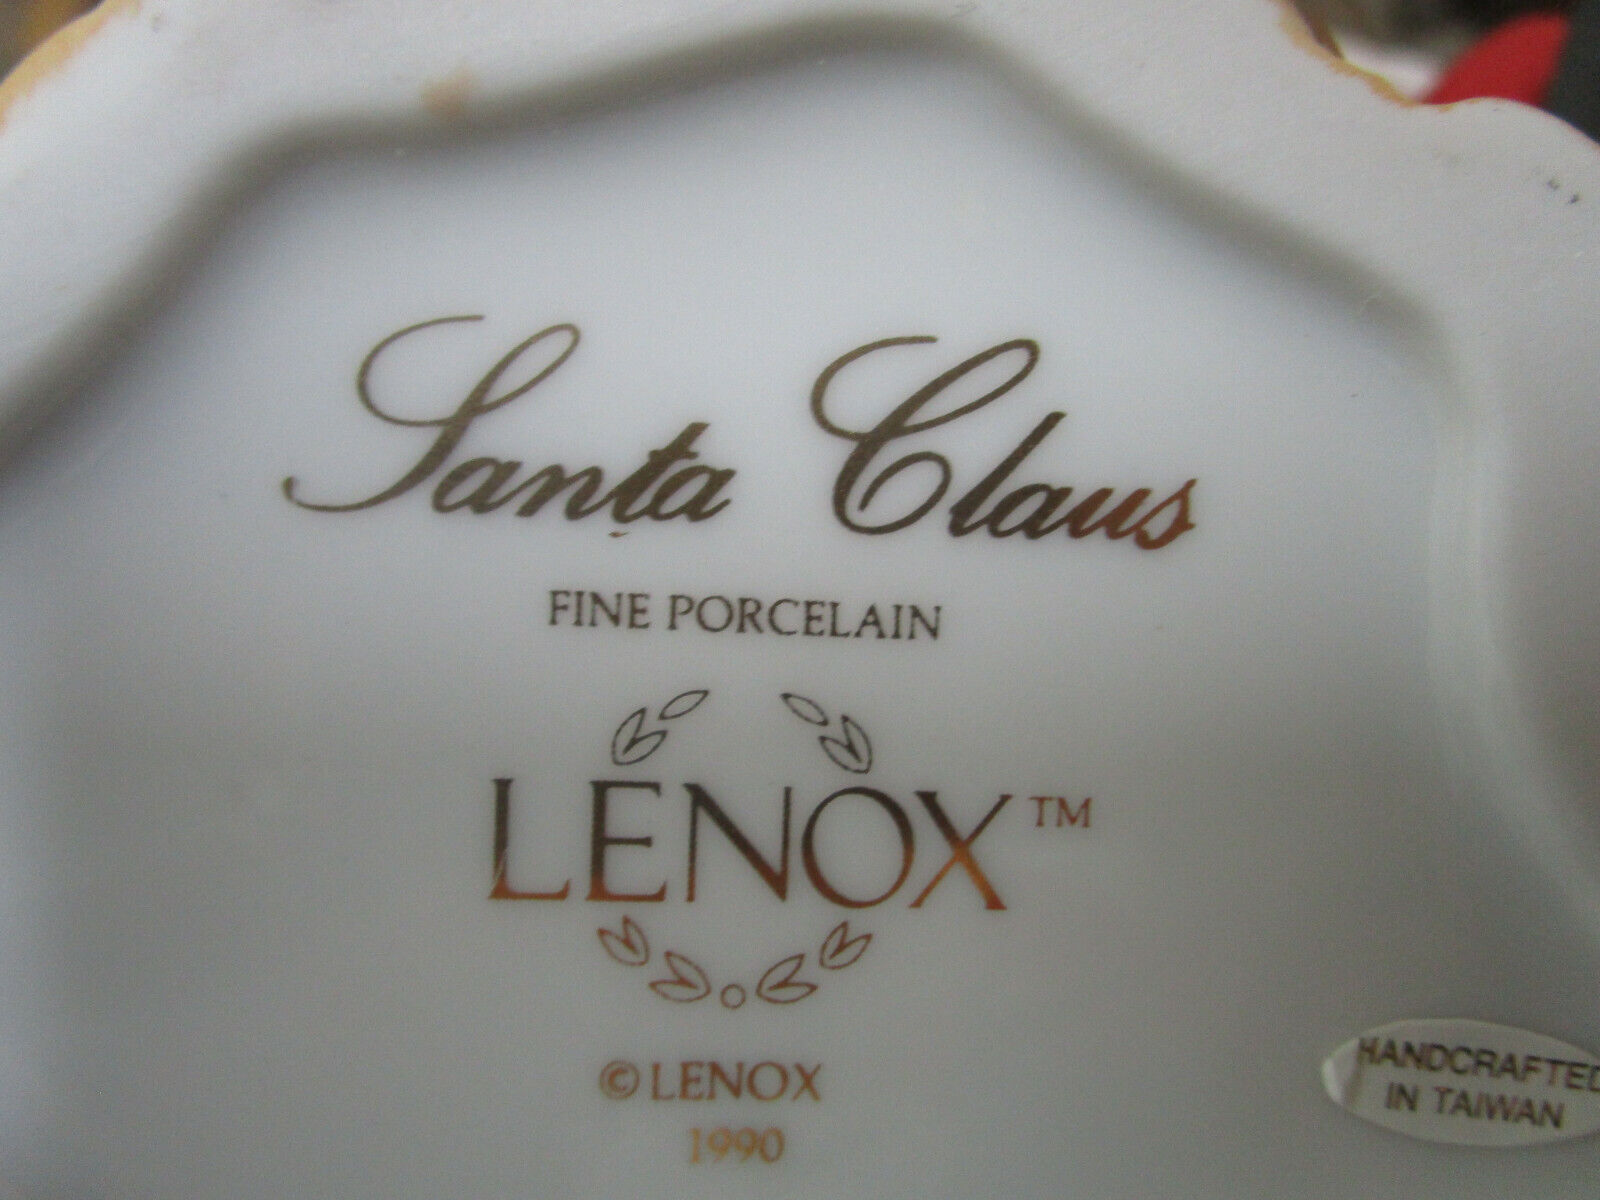 Santa Claus
FINE PORCELAIN
LENOX™
© LENOX
1990
HANDCRAFTED
IN TAIWAN